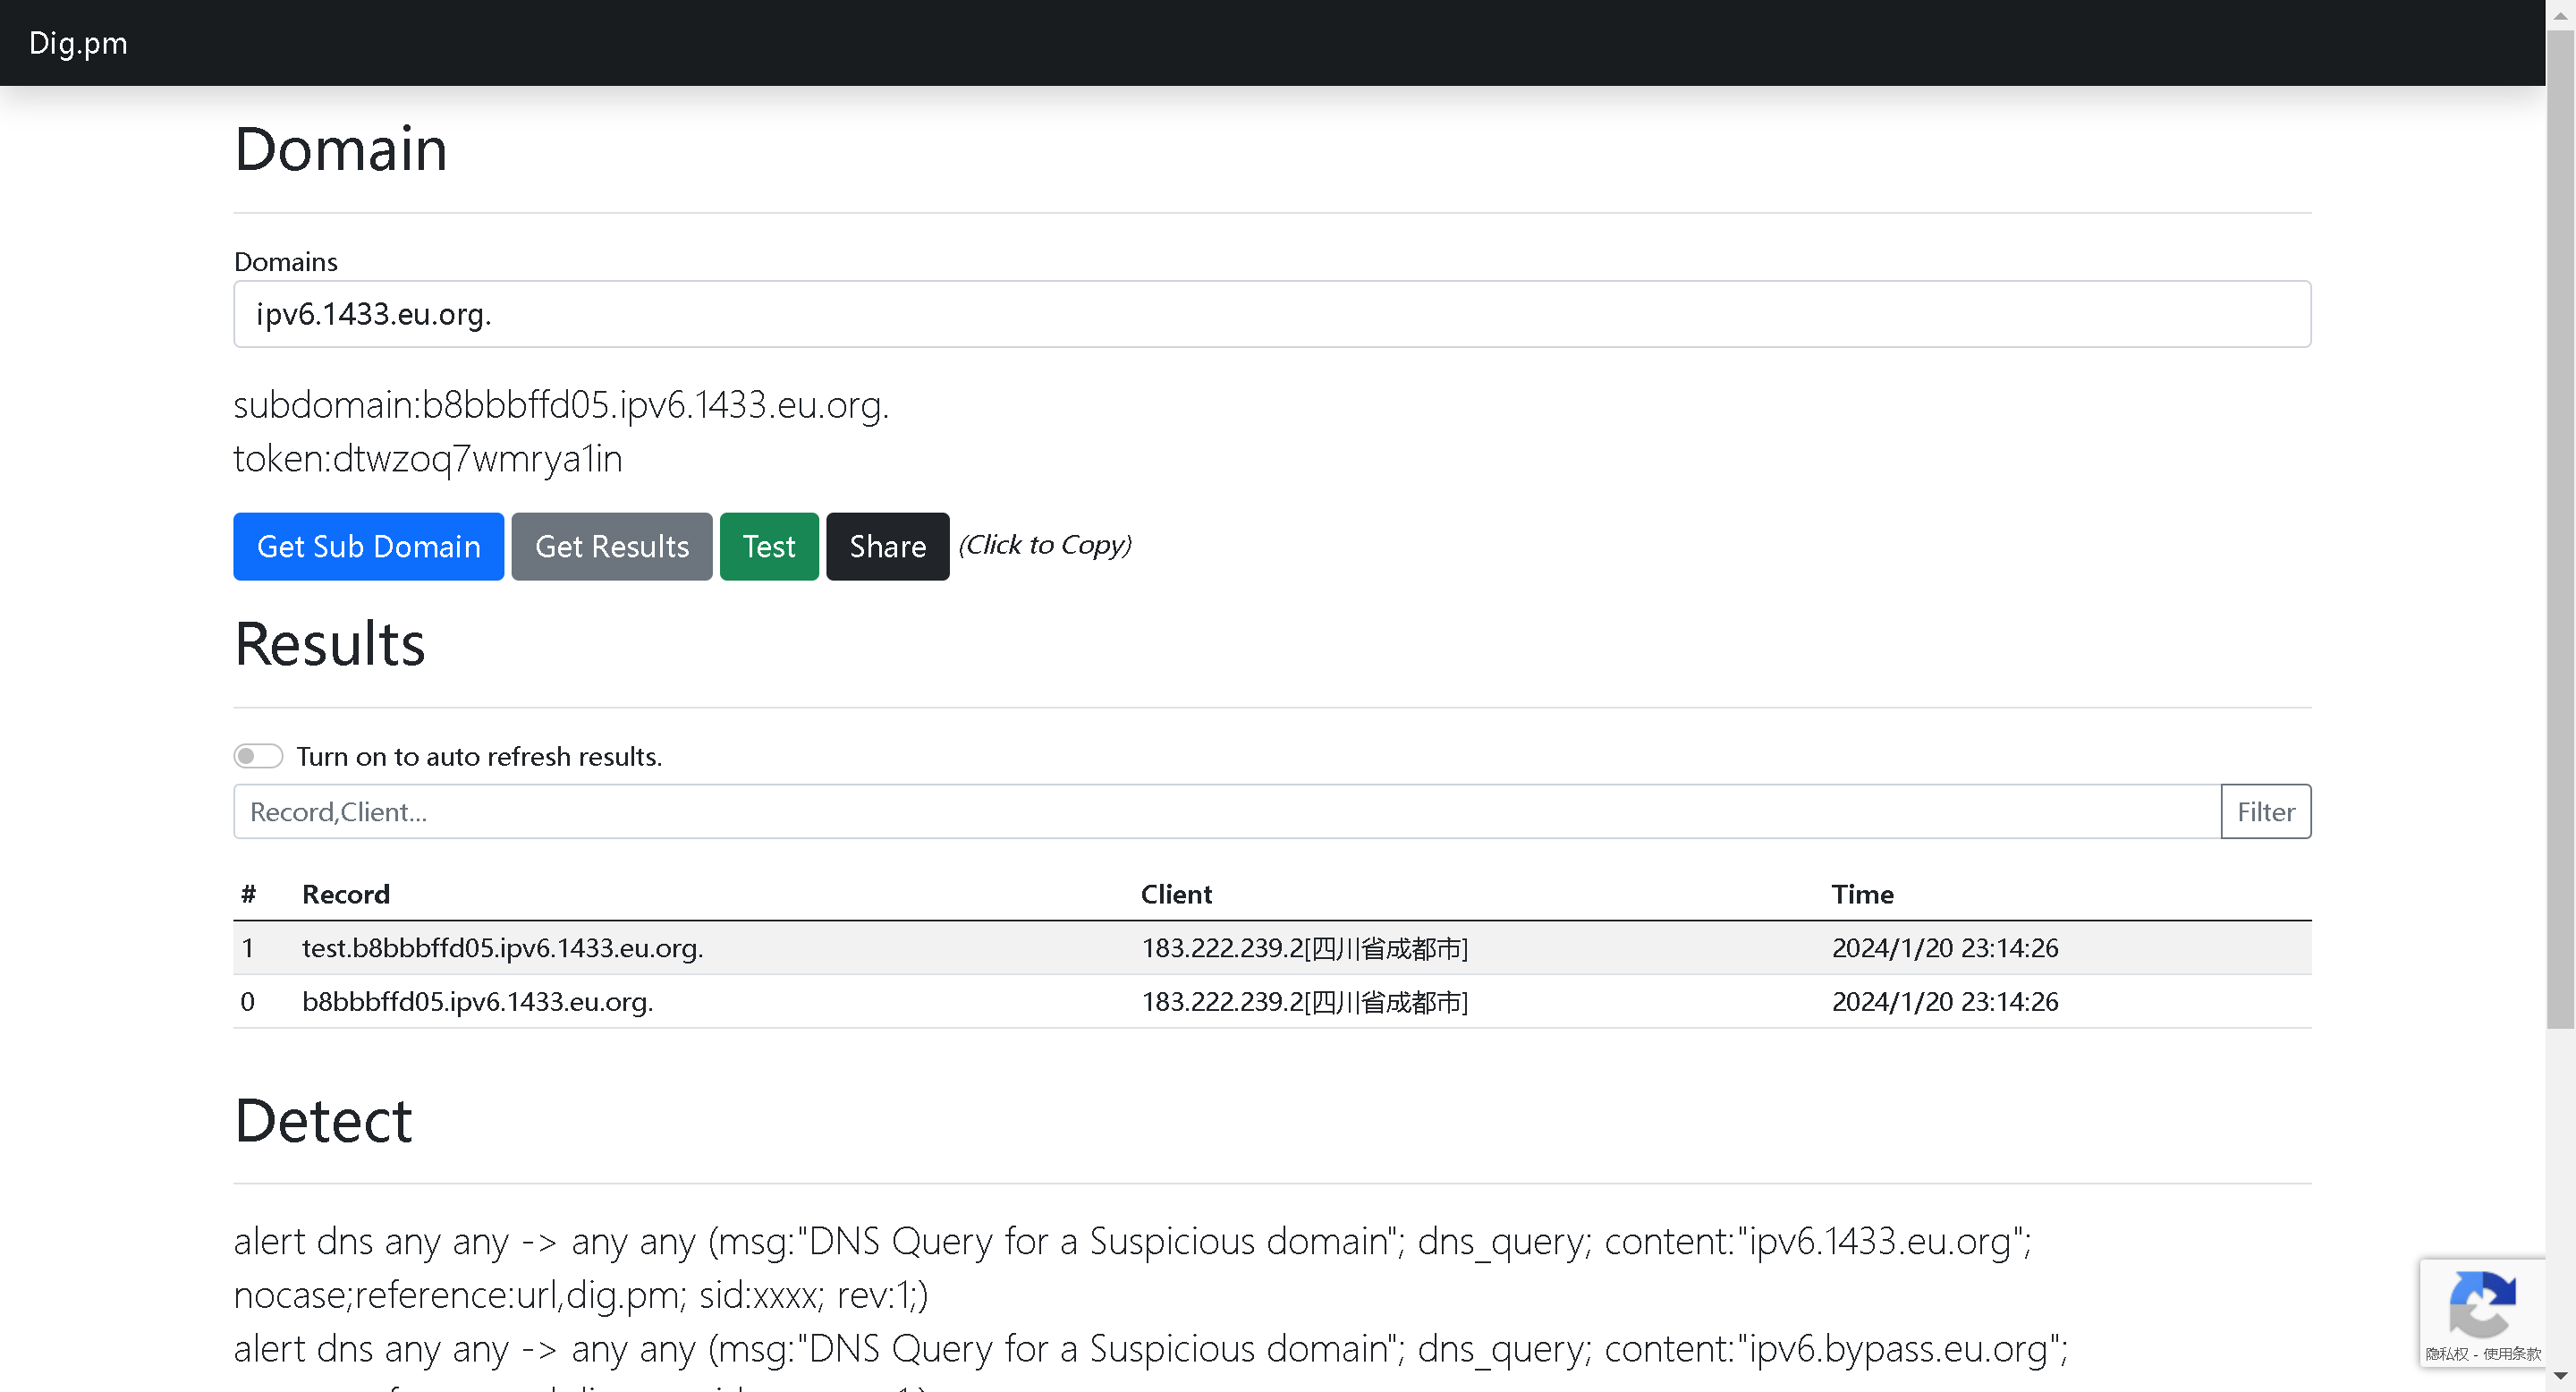 Dig.pm
Domain
Domains
ipv6.1433.eu.org.
subdomain:b8bbbffd05.ipv6.1433.eu.org.
token:dtwzoq7wmrya1in
Get Sub Domain Get Results Test Share (Click to Copy)
Results
Turn on to auto refresh results.
Record,Client... Filter
# Record Client Time
1 test.b8bbbffd05.ipv6.1433.eu.org. 183.222.239.2[四川省成都市] 2024/1/20 23:14:26
0 b8bbbffd05.ipv6.1433.eu.org. 183.222.239.2[四川省成都市] 2024/1/20 23:14:26
Detect
alert dns any any -> any any (msg:"DNS Query for a Suspicious domain"; dns_query; content:"ipv6.1433.eu.org";
nocase;reference:url,dig.pm; sid:xxxx; rev:1;)
alert dns any any -> any any (msg:"DNS Query for a Suspicious domain"; dns_query; content:"ipv6.bypass.eu.org";
隐私权 - 使用条款